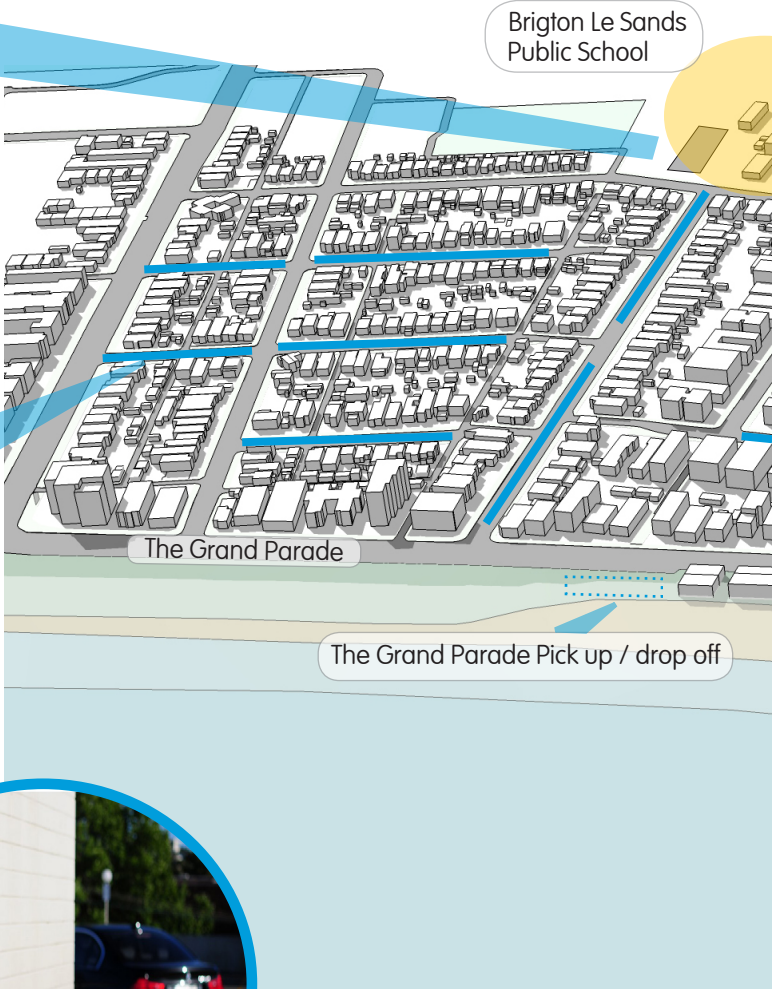 Brigton Le Sands
Public School
The Grand Parade
The Grand Parade Pick up / drop off